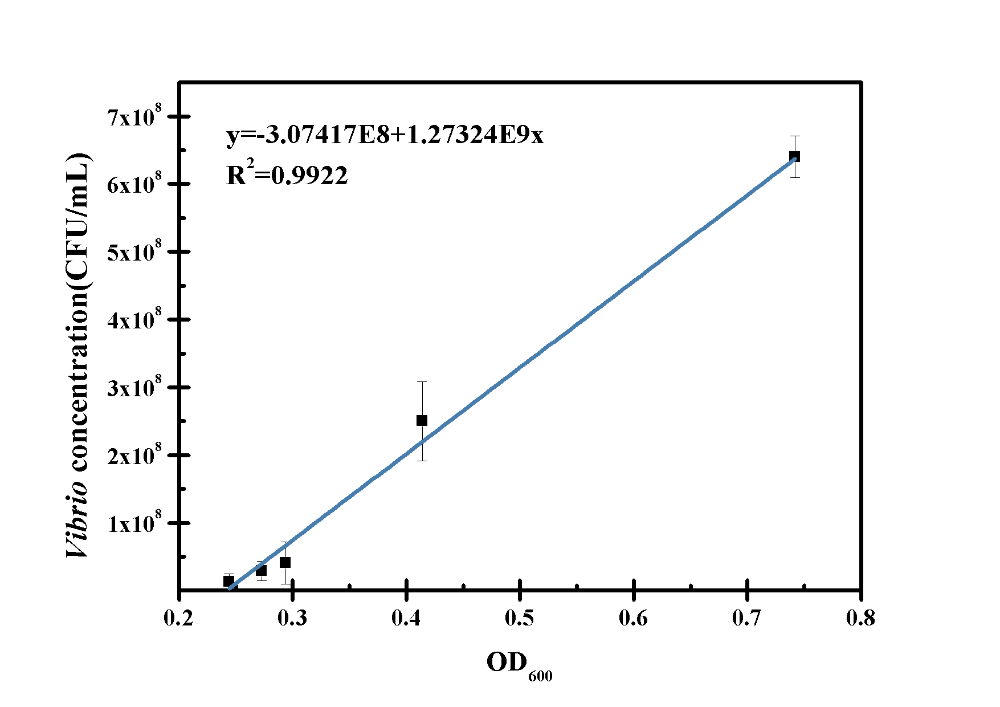 y=-3.07417E8+1.27324E9x
R²=0.9922
Vibrio concentration(CFU/mL)
7x10⁸
6x10⁸
5x10⁸
4x10⁸
3x10⁸
2x10⁸
1x10⁸
0.2 0.3 0.4 0.5 0.6 0.7 0.8
OD₆₀₀